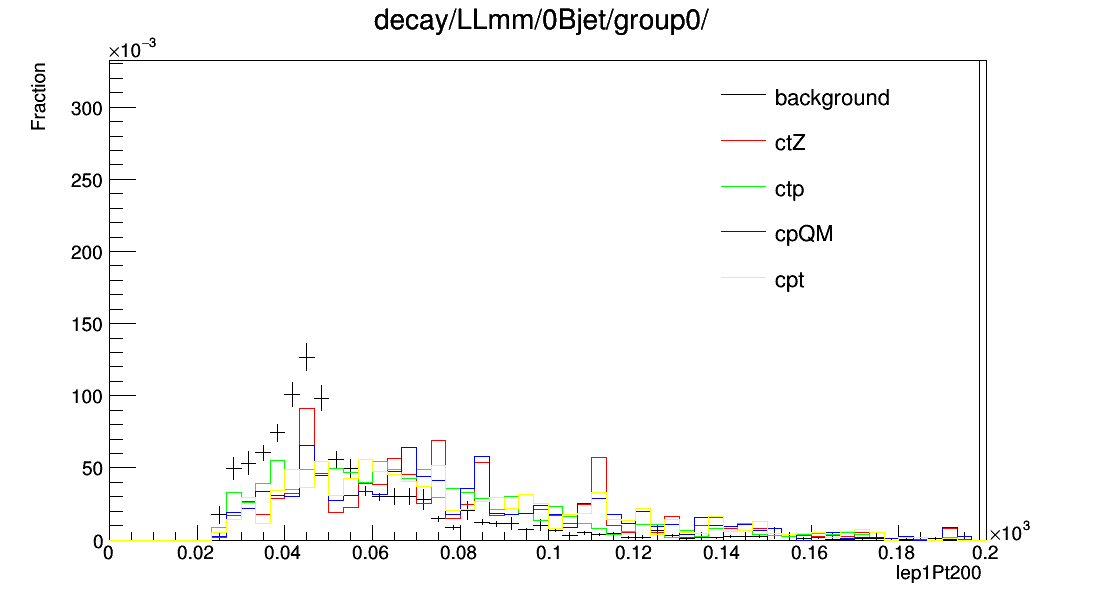 decay/LLmm/0Bjet/group0/
×10⁻³
Fraction
300
250
200
150
100
50
0
background
ctZ
ctp
cpQM
cpt
0 0.02 0.04 0.06 0.08 0.1 0.12 0.14 0.16 0.18 0.2
×10³
lep1Pt200